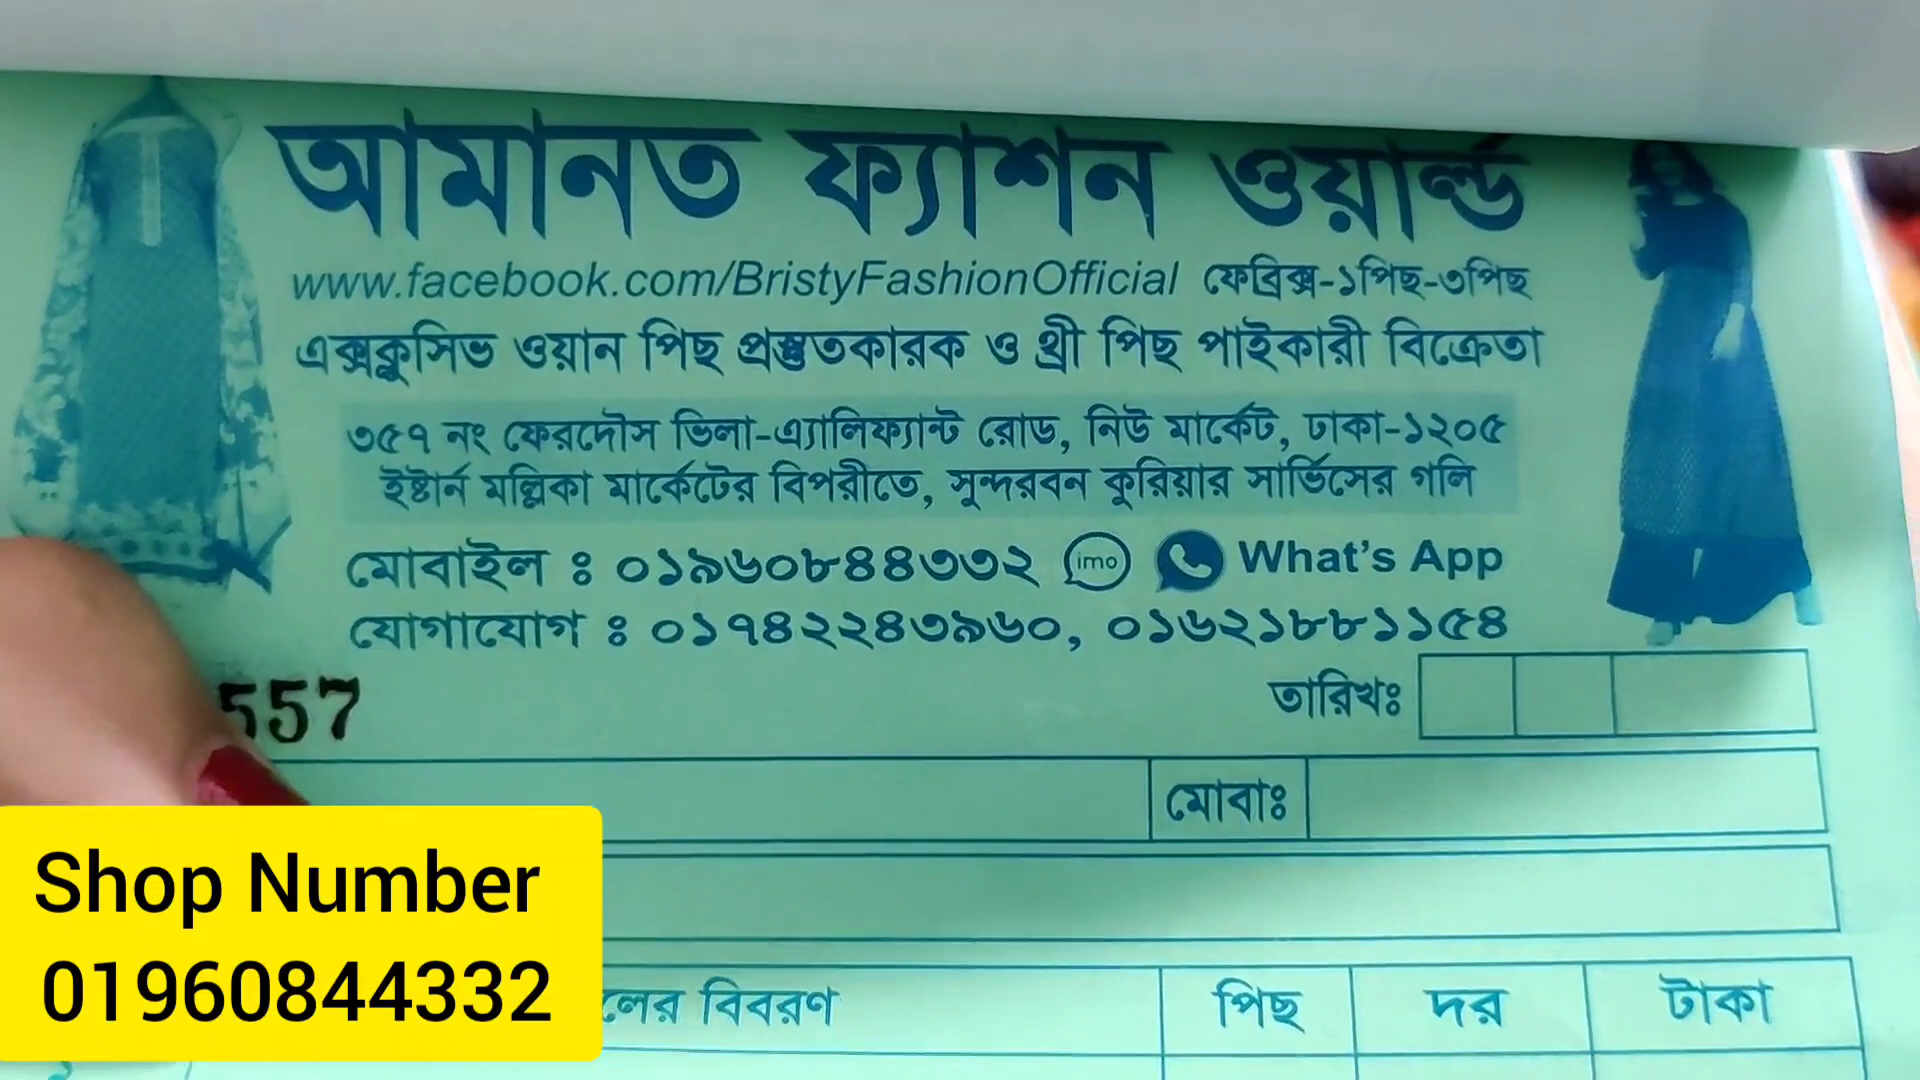 আমানত ফ্যাশন ওয়ার্ল্ড
www.facebook.com/BristyFashionOfficial ফেব্রিক্স-১পিছ-৩পিছ
এক্সক্লুসিভ ওয়ান পিছ প্রস্তুতকারক ও থ্রী পিছ পাইকারী বিক্রেতা
৩৫৭ নং ফেরদৌস ভিলা-এ্যালিফ্যান্ট রোড, নিউ মার্কেট, ঢাকা-১২০৫
ইষ্টার্ন মল্লিকা মার্কেটের বিপরীতে, সুন্দরবন কুরিয়ার সার্ভিসের গলি
মোবাইল ঃ ০১৯৬০৮৪৪৩৩২ imo What's App
যোগাযোগ ঃ ০১৭৪২২৪৩৯৬০, ০১৬২১৮৮১১৫৪
557 তারিখঃ
মোবাঃ
Shop Number
01960844332
লের বিবরণ পিছ দর টাকা